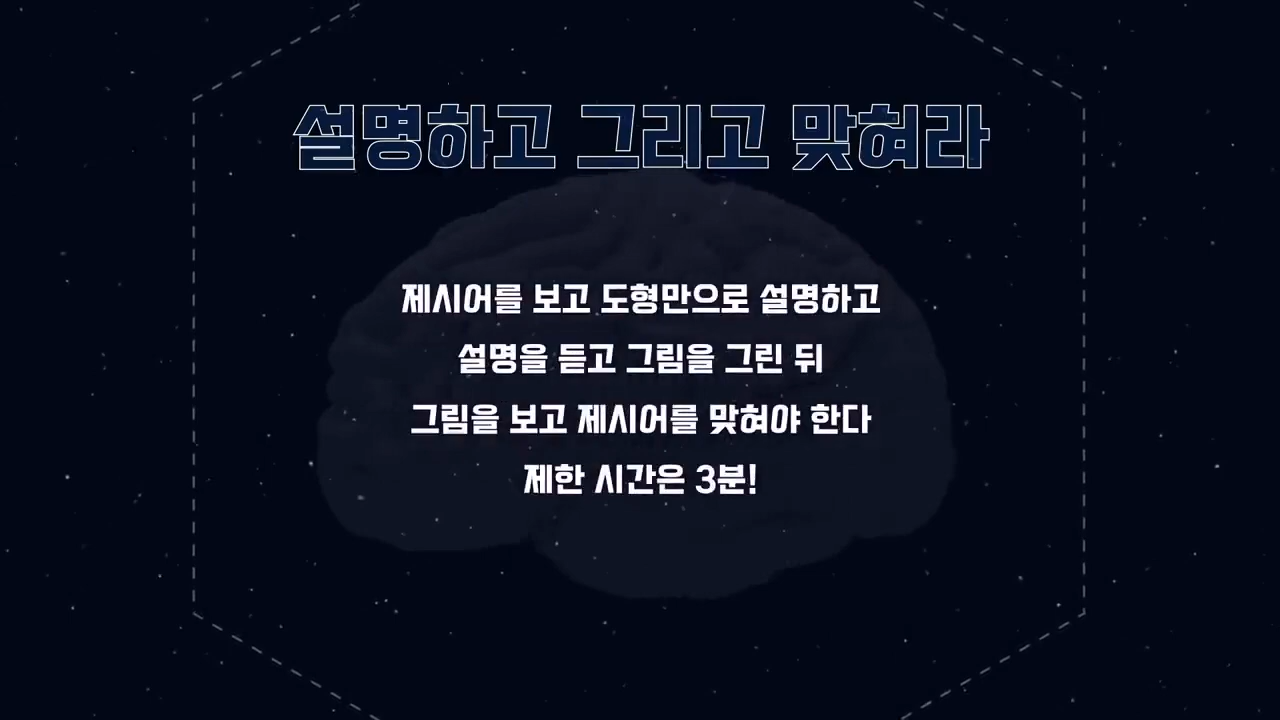 설명하고 그리고 맞혀라
제시어를 보고 도형만으로 설명하고
설명을 듣고 그림을 그린 뒤
그림을 보고 제시어를 맞혀야 한다
제한 시간은 3분!